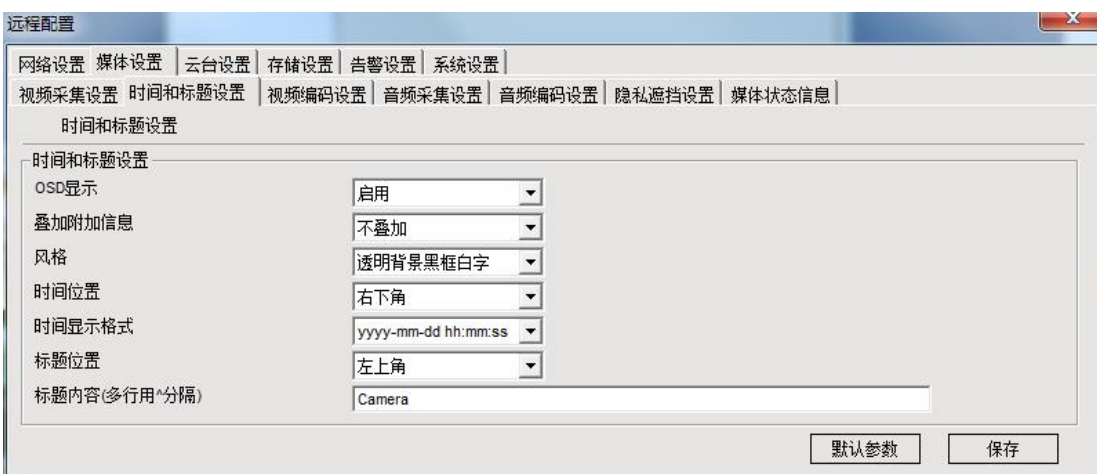 远程配置
网络设置 媒体设置 云台设置 存储设置 告警设置 系统设置
视频采集设置 时间和标题设置 视频编码设置 音频采集设置 音频编码设置 隐私遮挡设置 媒体状态信息
时间和标题设置
时间和标题设置
OSD显示 启用
叠加附加信息 不叠加
风格 透明背景黑框白字
时间位置 右下角
时间显示格式 yyyy-mm-dd hh:mm:ss
标题位置 左上角
标题内容(多行用^分隔) Camera
默认参数 保存